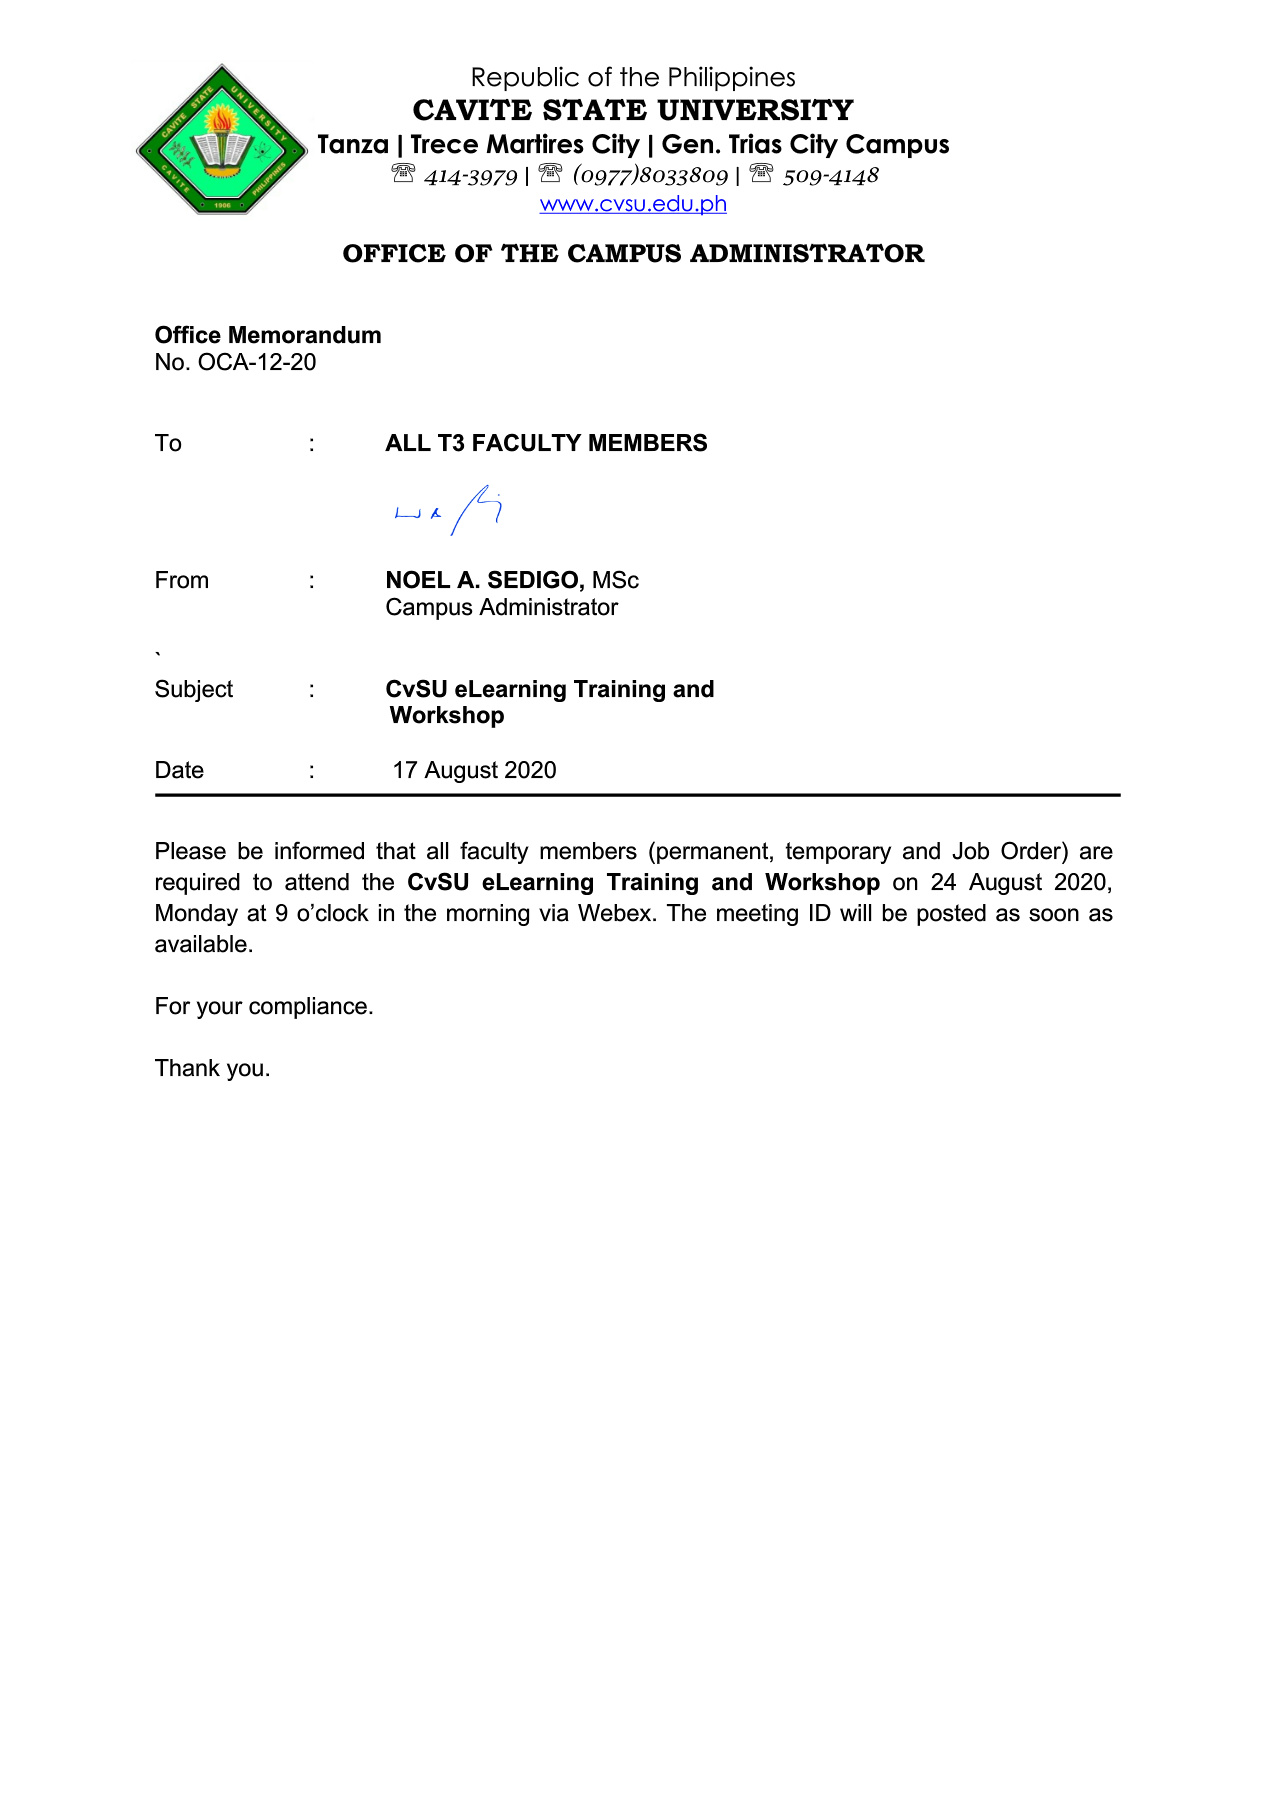 Republic of the Philippines
CAVITE STATE UNIVERSITY
Tanza | Trece Martires City | Gen. Trias City Campus
☏ 414-3979 | ☏ (0977)8033809 | ☏ 509-4148
www.cvsu.edu.ph
CAVITE STATE UNIVERSITY
CAVITE PHILIPPINES
1906
OFFICE OF THE CAMPUS ADMINISTRATOR
Office Memorandum
No. OCA-12-20
To : ALL T3 FACULTY MEMBERS
From : NOEL A. SEDIGO, MSc
Campus Administrator
`
Subject : CvSU eLearning Training and
Workshop
Date : 17 August 2020
Please be informed that all faculty members (permanent, temporary and Job Order) are
required to attend the CvSU eLearning Training and Workshop on 24 August 2020,
Monday at 9 o’clock in the morning via Webex. The meeting ID will be posted as soon as
available.
For your compliance.
Thank you.